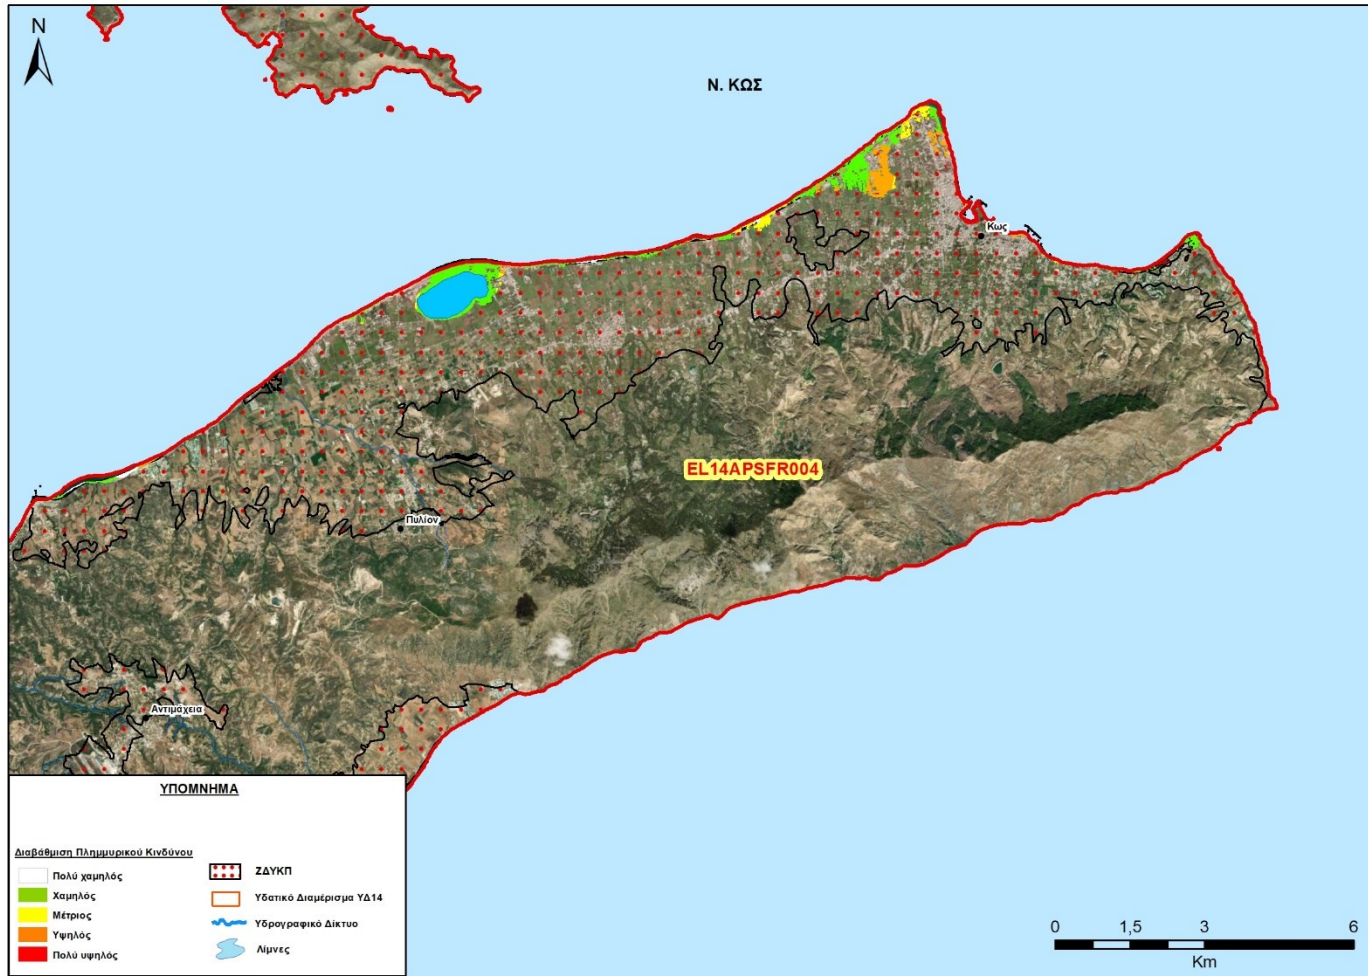 N
Ν. ΚΩΣ
Κως
EL14APSFR004
Πυλίον
Αντιμάχεια
ΥΠΟΜΝΗΜΑ
Διαβάθμιση Πλημμυρικού Κινδύνου
Πολύ χαμηλός
Χαμηλός
Μέτριος
Υψηλός
Πολύ υψηλός
ΖΔΥΚΠ
Υδατικό Διαμέρισμα ΥΔ14
Υδρογραφικό Δίκτυο
Λίμνες
0 1,5 3 6
Km